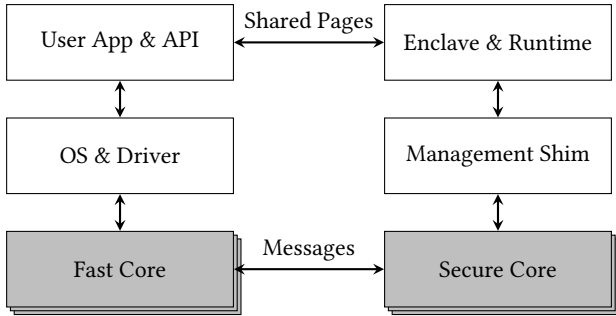 Shared Pages
User App & API
Enclave & Runtime
OS & Driver
Management Shim
Messages
Fast Core
Secure Core